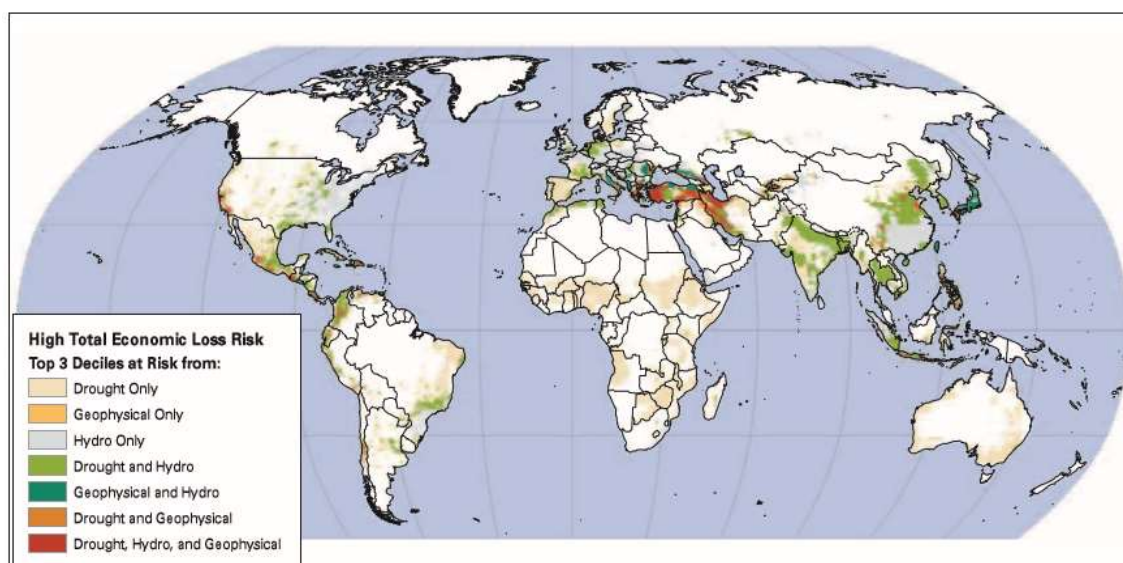 High Total Economic Loss Risk
Top 3 Deciles at Risk from:
Drought Only
Geophysical Only
Hydro Only
Drought and Hydro
Geophysical and Hydro
Drought and Geophysical
Drought, Hydro, and Geophysical